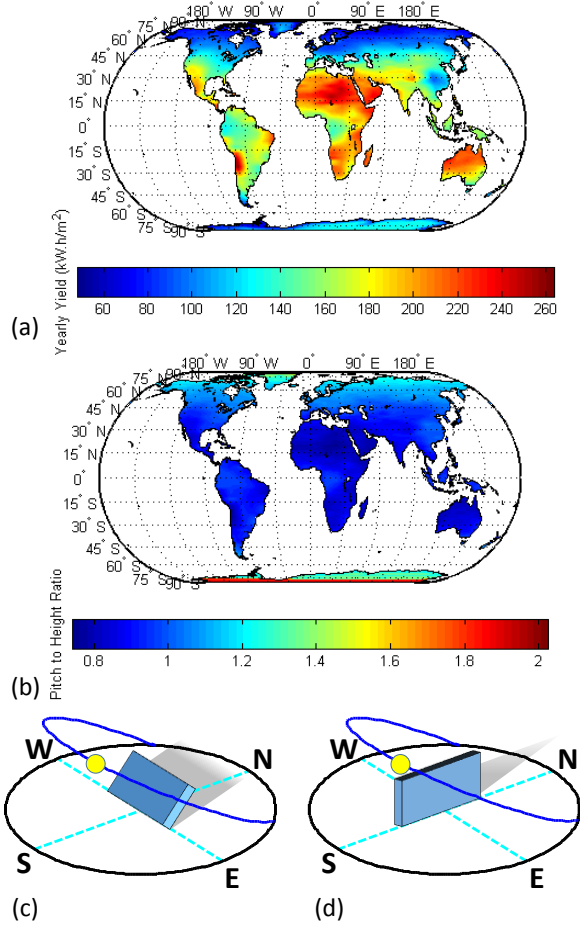 180° W 90° W 0° 90° E 180° E
75° N
60° N
45° N
30° N
15° N
0°
15° S
30° S
45° S
60° S
75° S
90° S
Yearly Yield (kW.h/m²)
60 80 100 120 140 160 180 200 220 240 260
(a)
180° W 90° W 0° 90° E 180° E
75° N
60° N
45° N
30° N
15° N
0°
15° S
30° S
45° S
60° S
75° S
90° S
Pitch to Height Ratio
0.8 1 1.2 1.4 1.6 1.8 2
(b)
W N
S E
(c)
W N
S E
(d)